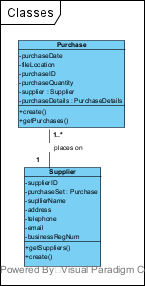 Classes
Purchase
-purchaseDate
-fileLocation
-purchaseID
-purchaseQuantity
-supplier : Supplier
-purchaseDetails : PurchaseDetails
+create()
+getPurchases()
1..*
places on
1
Supplier
-supplierID
-purchaseSet : Purchase
-suplierName
-address
-telephone
-email
-businessRegNum
+getSuppliers()
+create()
Powered By Visual Paradigm C